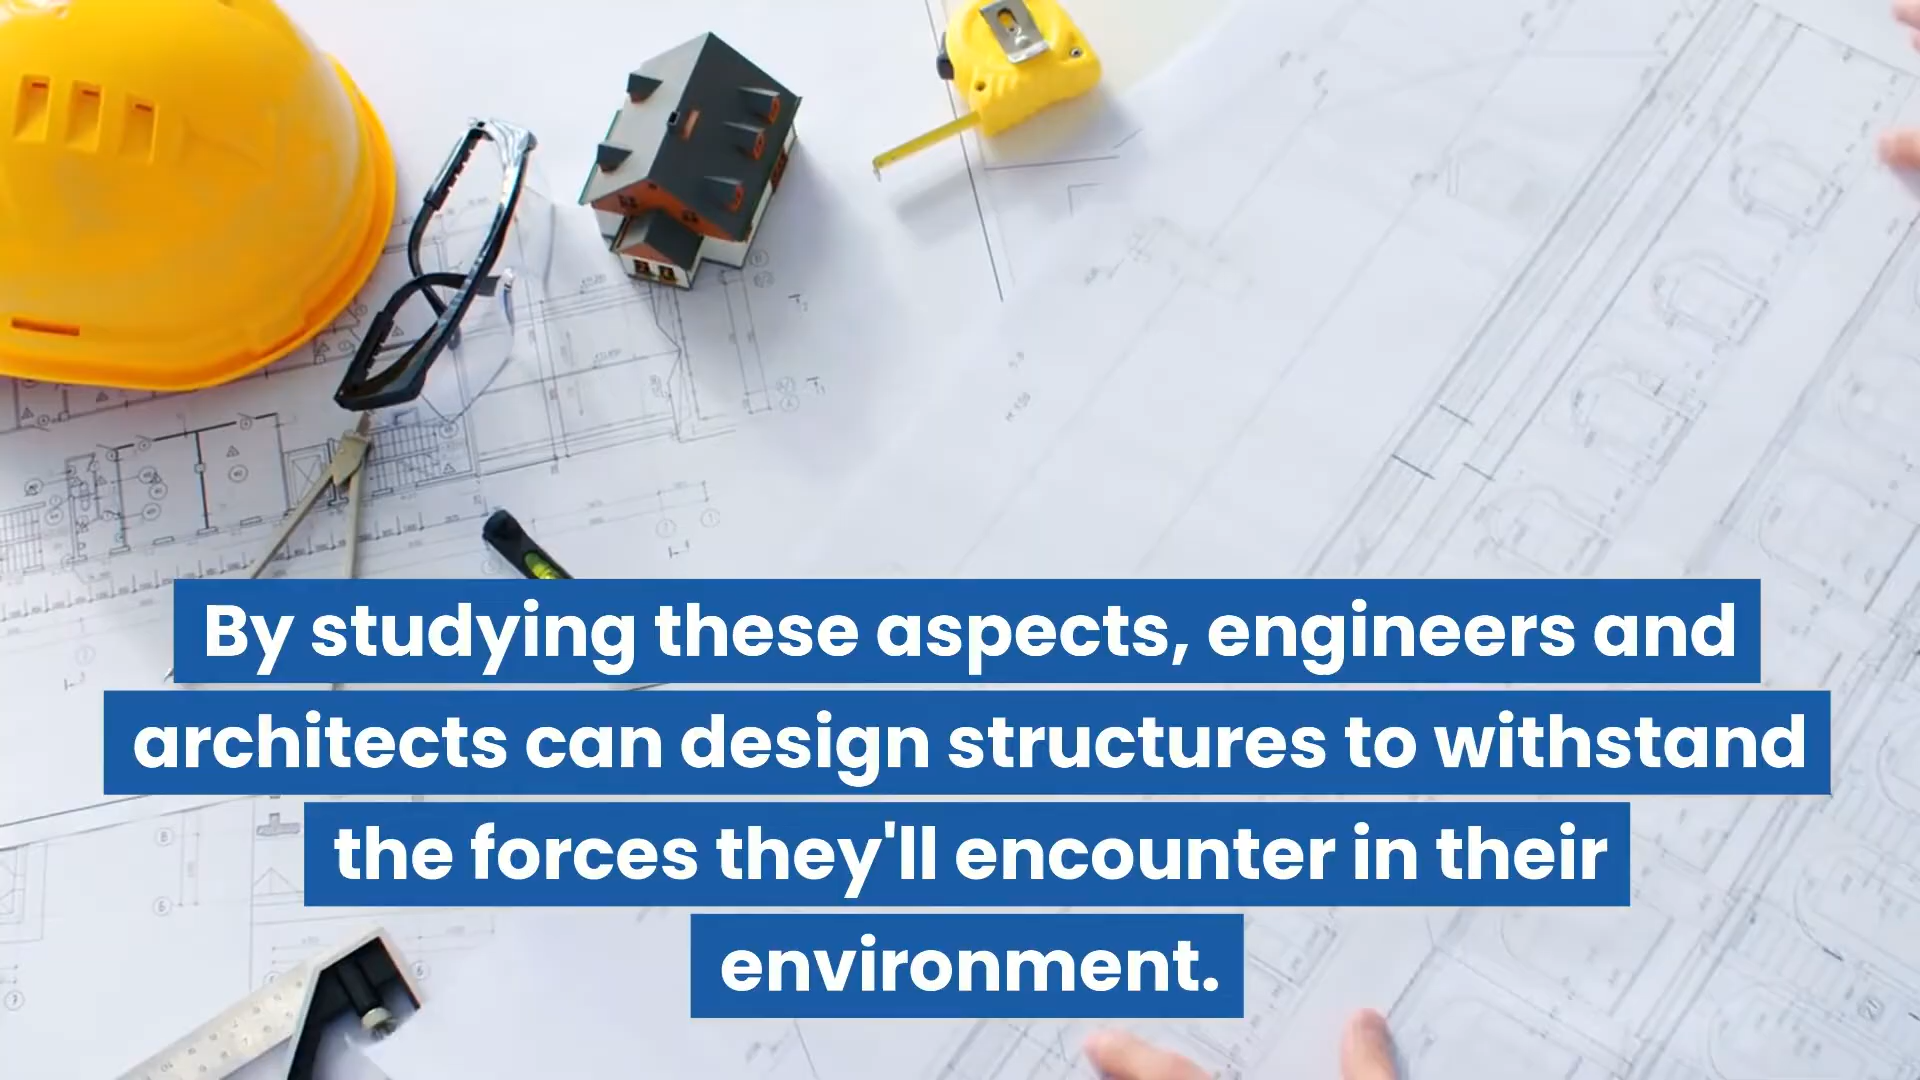 By studying these aspects, engineers and
architects can design structures to withstand
the forces they'll encounter in their
environment.